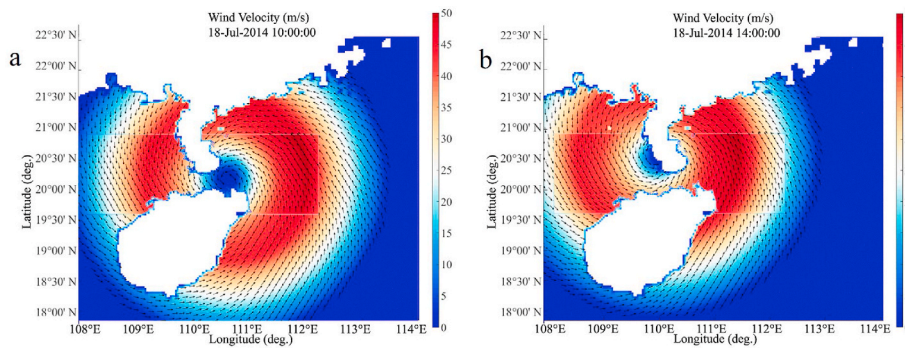 a
Wind Velocity (m/s)
18-Jul-2014 10:00:00
22°30' N
22°00' N
21°30' N
21°00' N
20°30' N
20°00' N
19°30' N
19°00' N
18°30' N
18°00' N
Latitude (deg.)
108°E 109°E 110°E 111°E 112°E 113°E 114°E
Longitude (deg.)
50
45
40
35
30
25
20
15
10
5
0
b
Wind Velocity (m/s)
18-Jul-2014 14:00:00
22°30' N
22°00' N
21°30' N
21°00' N
20°30' N
20°00' N
19°30' N
19°00' N
18°30' N
18°00' N
Latitude (deg.)
108°E 109°E 110°E 111°E 112°E 113°E 114°E
Longitude (deg.)